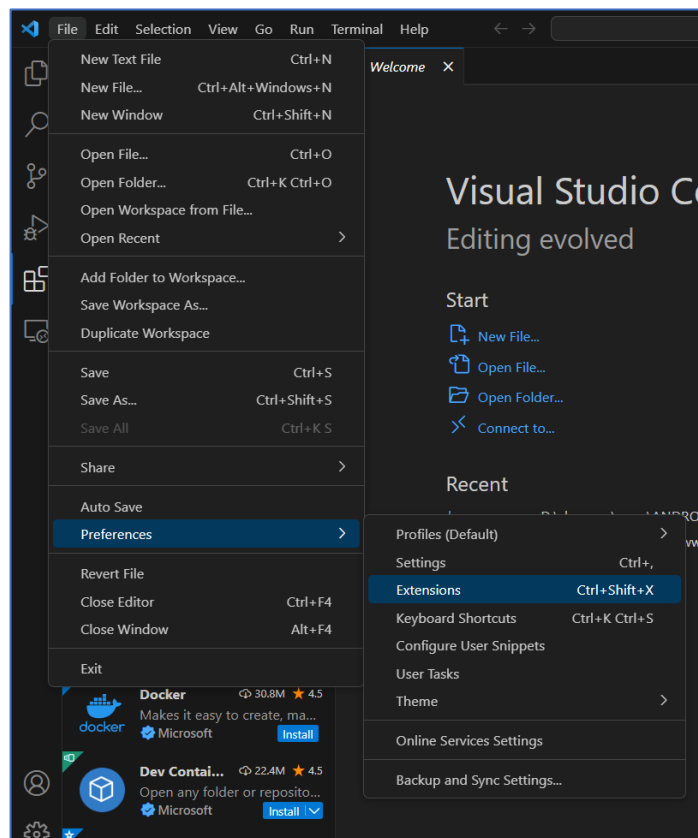 File Edit Selection View Go Run Terminal Help
New Text File Ctrl+N
New File... Ctrl+Alt+Windows+N
New Window Ctrl+Shift+N
Open File... Ctrl+O
Open Folder... Ctrl+K Ctrl+O
Open Workspace from File...
Open Recent
Add Folder to Workspace...
Save Workspace As...
Duplicate Workspace
Save Ctrl+S
Save As... Ctrl+Shift+S
Save All Ctrl+K S
Share
Auto Save
Preferences
Revert File
Close Editor Ctrl+F4
Close Window Alt+F4
Exit
Welcome
Visual Studio Co
Editing evolved
Start
New File...
Open File...
Open Folder...
Connect to...
Recent
Profiles (Default)
Settings Ctrl+,
Extensions Ctrl+Shift+X
Keyboard Shortcuts Ctrl+K Ctrl+S
Configure User Snippets
User Tasks
Theme
Online Services Settings
Backup and Sync Settings...
Docker 30.8M 4.5
Makes it easy to create, ma...
docker
Microsoft Install
Dev Contai... 22.4M 4.5
Open any folder or reposito...
Microsoft Install